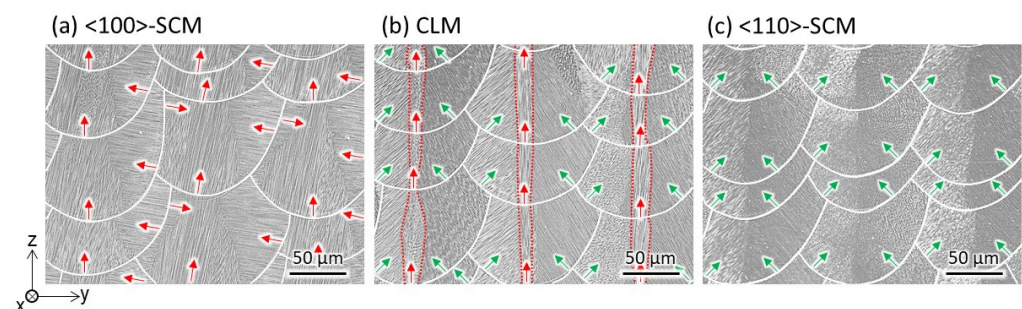 (a) <100>-SCM
(b) CLM
(c) <110>-SCM
50 μm
50 μm
50 μm
z
x
y